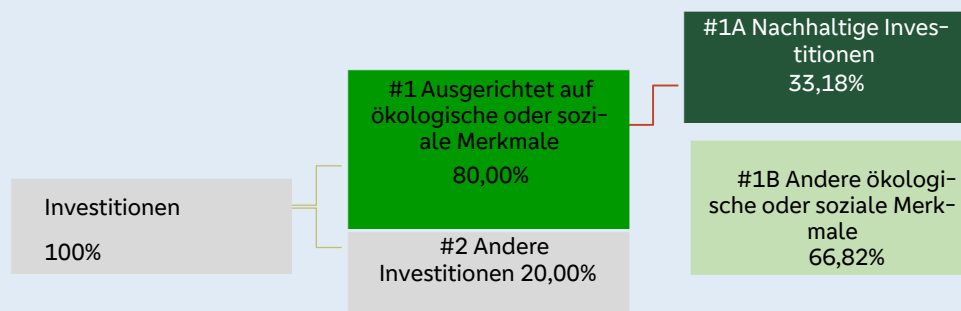 Investitionen
100%
#1 Ausgerichtet auf
ökologische oder sozi-
ale Merkmale
80,00%
#2 Andere
Investitionen 20,00%
#1A Nachhaltige Inves-
titionen
33,18%
#1B Andere ökologi-
sche oder soziale Merk-
male
66,82%